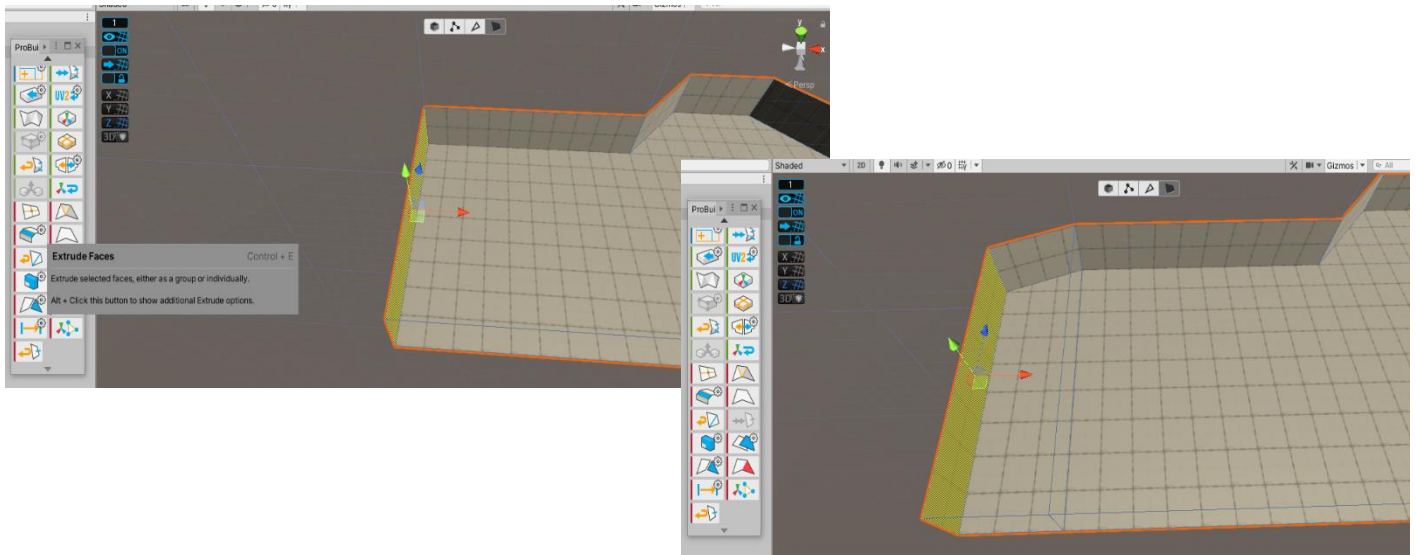 Shaded
Gizmos
ProBui
1
ON
UV2
X
Y
Z
3D
y
x
Persp
Extrude Faces
Control + E
Extrude selected faces, either as a group or individually.
Alt + Click this button to show additional Extrude options.
Shaded
2D
0
Gizmos
All
ProBui
1
ON
UV2
X
Y
Z
3D